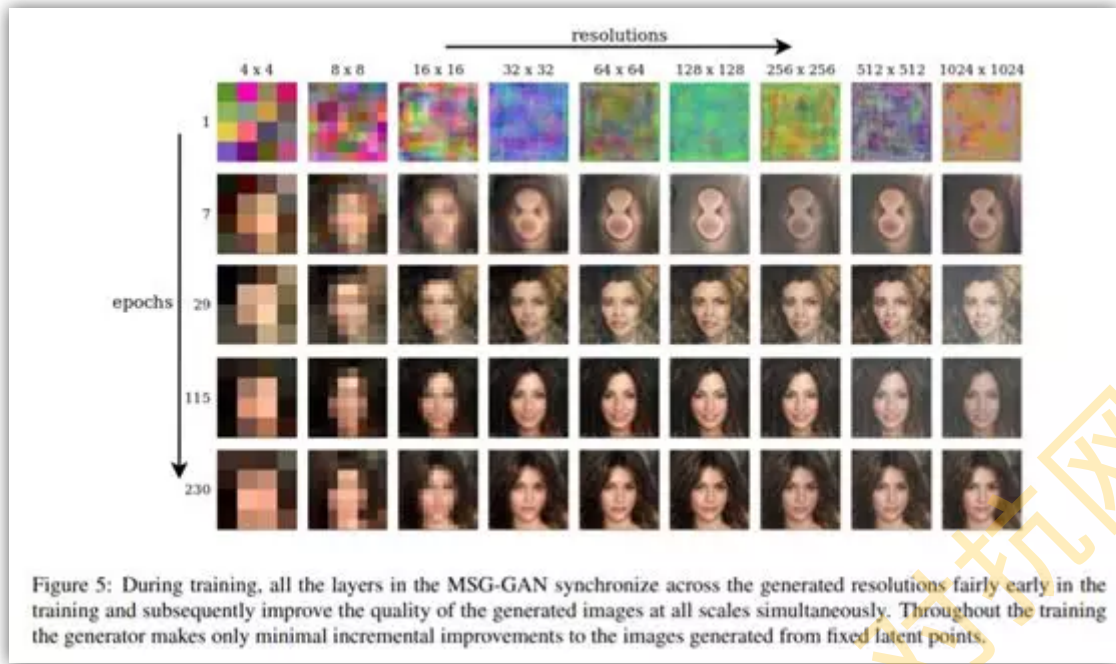 resolutions
4 x 4 8 x 8 16 x 16 32 x 32 64 x 64 128 x 128 256 x 256 512 x 512 1024 x 1024
1
7
epochs 29
115
230
Figure 5: During training, all the layers in the MSG-GAN synchronize across the generated resolutions fairly early in the
training and subsequently improve the quality of the generated images at all scales simultaneously. Throughout the training
the generator makes only minimal incremental improvements to the images generated from fixed latent points.
对抗网